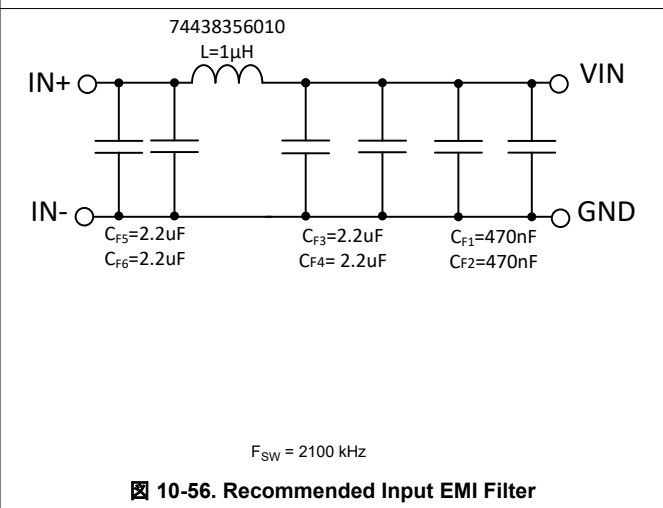 74438356010
L=1µH
IN+
VIN
IN-
GND
CF5=2.2uF
CF6=2.2uF
CF3=2.2uF
CF4= 2.2uF
CF1=470nF
CF2=470nF
FSW = 2100 kHz
図 10-56. Recommended Input EMI Filter